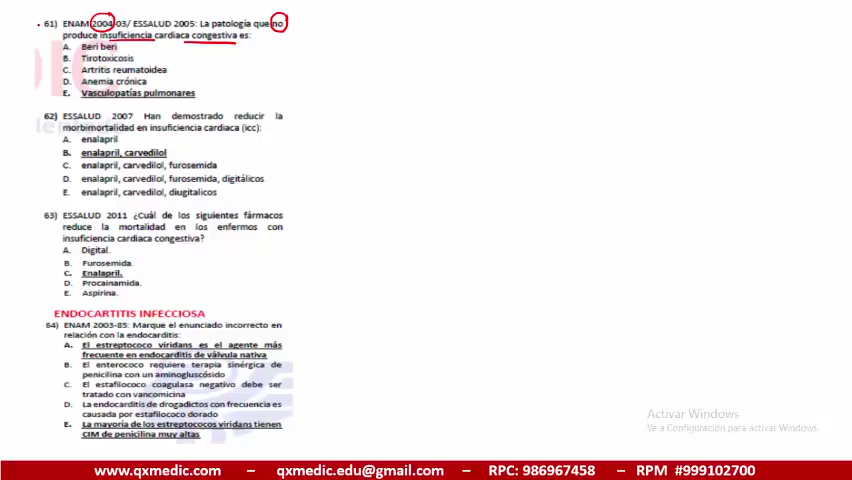 61) ENAM 2004-03/ ESSALUD 2005: La patología que no
produce insuficiencia cardiaca congestiva es:
A. Beri beri
B. Tirotoxicosis
C. Artritis reumatoidea
D. Anemia crónica
E. Vasculopatías pulmonares
62) ESSALUD 2007 Han demostrado reducir la
morbimortalidad en insuficiencia cardiaca (icc):
A. enalapril
B. enalapril, carvedilol
C. enalapril, carvedilol, furosemida
D. enalapril, carvedilol, furosemida, digitálicos
E. enalapril, carvedilol, diugitalicos
63) ESSALUD 2011 ¿Cuál de los siguientes fármacos
reduce la mortalidad en los enfermos con
insuficiencia cardiaca congestiva?
A. Digital.
B. Furosemida.
C. Enalapril.
D. Procainamida.
E. Aspirina.
ENDOCARTITIS INFECCIOSA
64) ENAM 2003-85: Marque el enunciado incorrecto en
relación con la endocarditis:
A. El estreptococo viridans es el agente más
frecuente en endocarditis de válvula nativa
B. El enterococo requiere terapia sinérgica de
penicilina con un aminogluscósido
C. El estafilococo coagulasa negativo debe ser
tratado con vancomicina
D. La endocarditis de drogadictos con frecuencia es
causada por estafilococo dorado
E. La mayoría de los estreptococos viridans tienen
CIM de penicilina muy altas
Activar Windows
Ve a Configuración para activar Windows.
www.qxmedic.com – qxmedic.edu@gmail.com – RPC: 986967458 – RPM #999102700